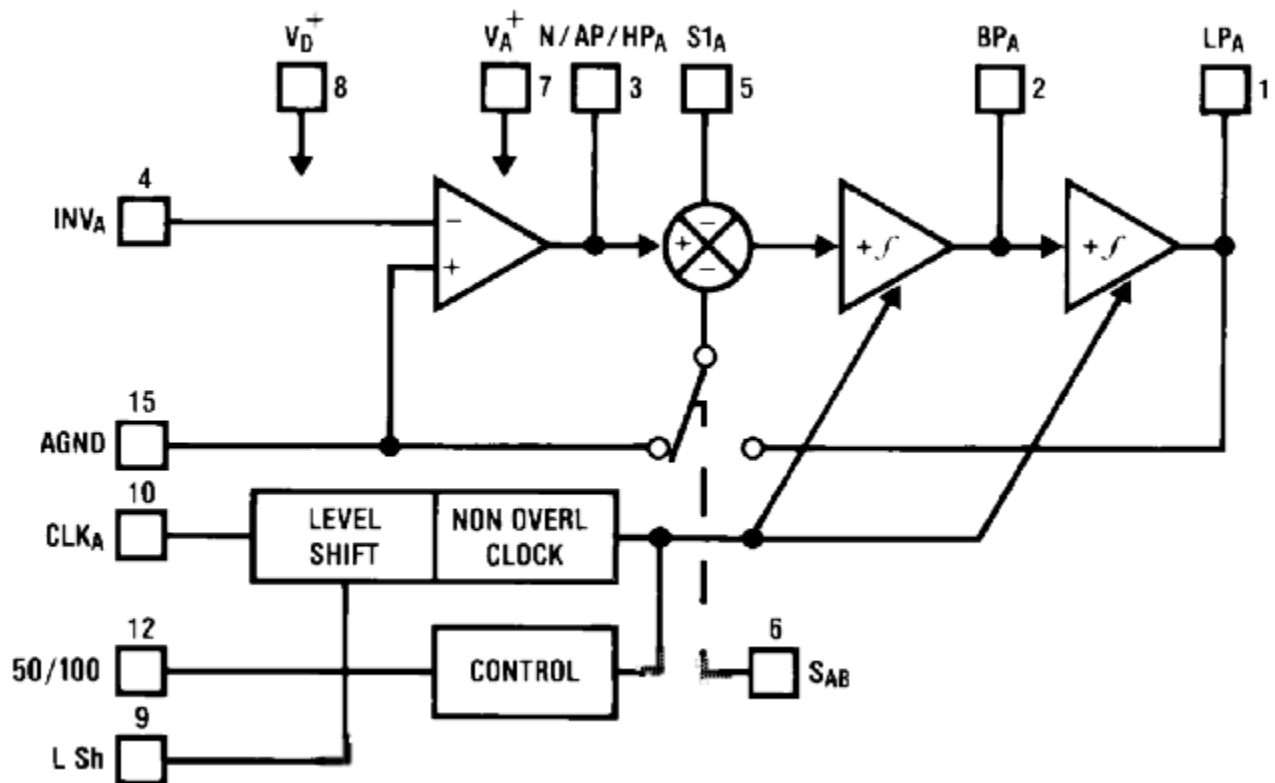 V_D^+
8
V_A^+
7
N/AP/HP_A
3
S1_A
5
BP_A
2
LP_A
1
4
INV_A
−
+
+
−
−
+∫
+∫
15
AGND
10
CLK_A
LEVEL
SHIFT
NON OVERL
CLOCK
12
50/100
CONTROL
6
S_AB
9
L Sh